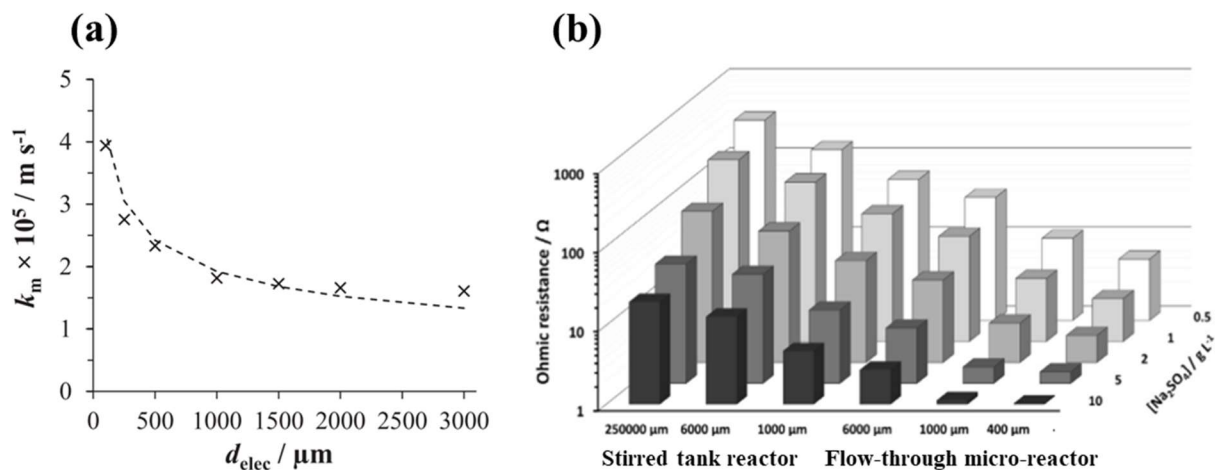 (a)
k_m × 10⁵ / m s⁻¹
5
4
3
2
1
0
0 500 1000 1500 2000 2500 3000
d_elec / μm
(b)
Ohmic resistance / Ω
1000
100
10
1
250000 μm 6000 μm 1000 μm 6000 μm 1000 μm 400 μm
Stirred tank reactor Flow-through micro-reactor
0.5
1
2
5
10
[Na₂SO₄] / g L⁻¹